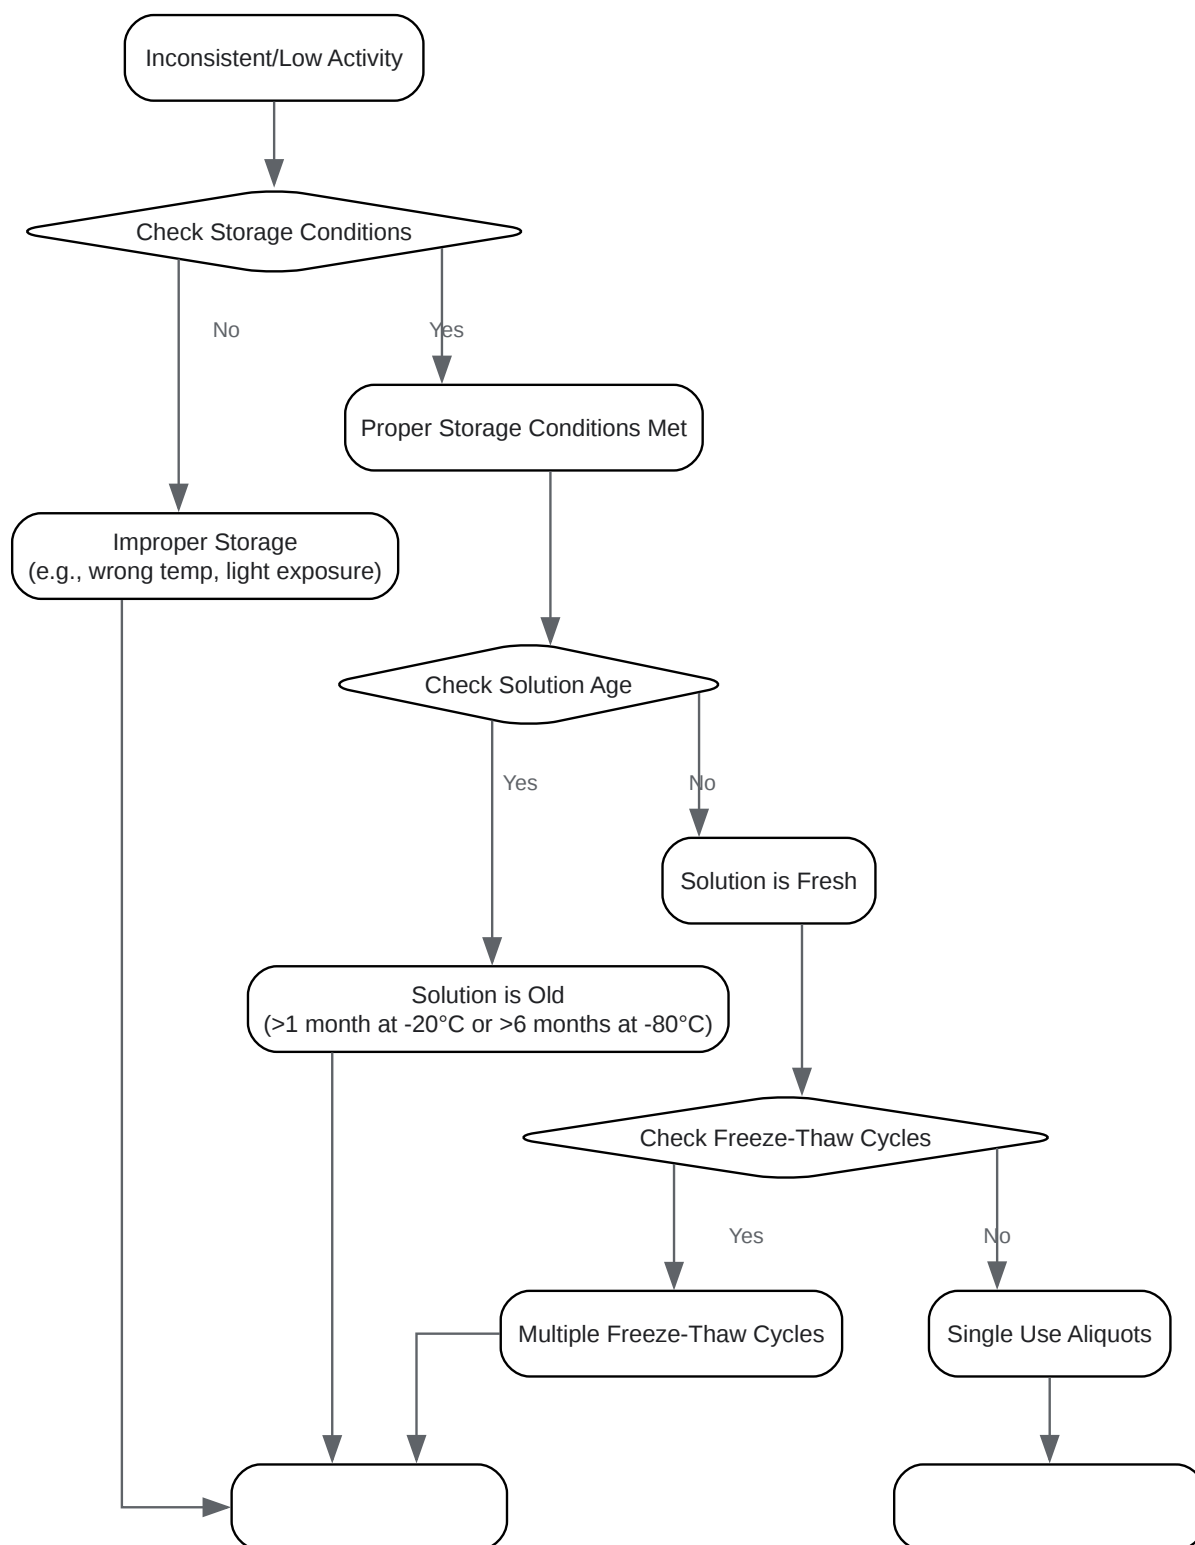 Inconsistent/Low Activity
Check Storage Conditions
No
Yes
Proper Storage Conditions Met
Improper Storage
(e.g., wrong temp, light exposure)
Check Solution Age
Yes
No
Solution is Fresh
Solution is Old
(>1 month at -20°C or >6 months at -80°C)
Check Freeze-Thaw Cycles
Yes
No
Multiple Freeze-Thaw Cycles
Single Use Aliquots